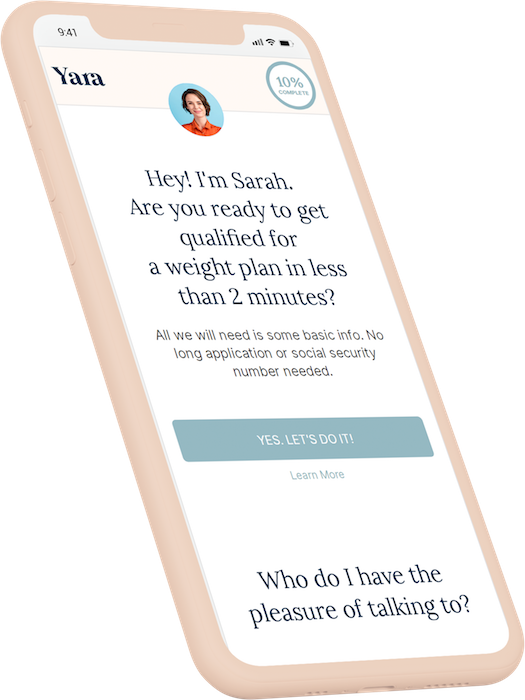 9:41
Yara
10%
COMPLETE
Hey! I'm Sarah.
Are you ready to get
qualified for
a weight plan in less
than 2 minutes?
All we will need is some basic info. No
long application or social security
number needed.
YES. LET'S DO IT!
Learn More
Who do I have the
pleasure of talking to?